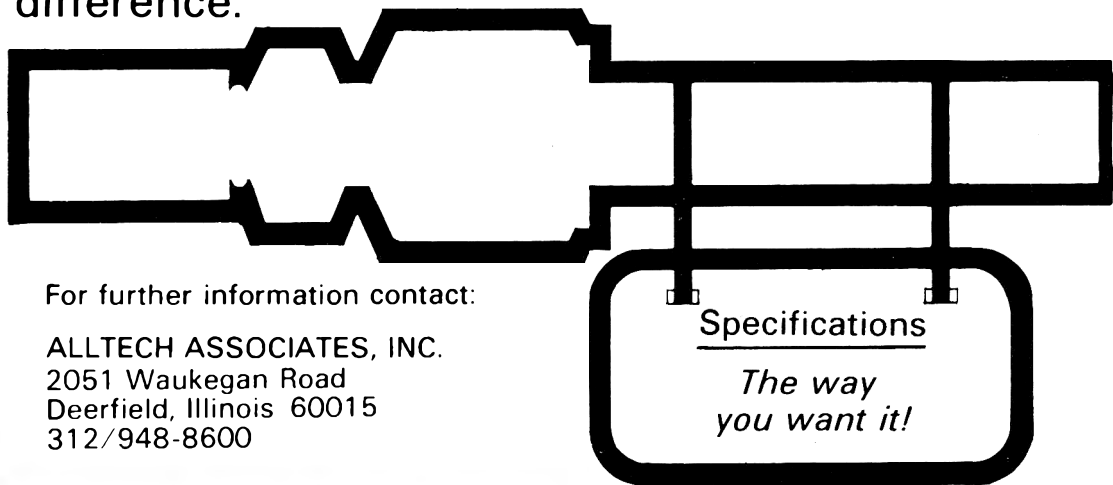 difference.
For further information contact:
ALLTECH ASSOCIATES, INC.
2051 Waukegan Road
Deerfield, Illinois 60015
312/948-8600
Specifications
The way
you want it!